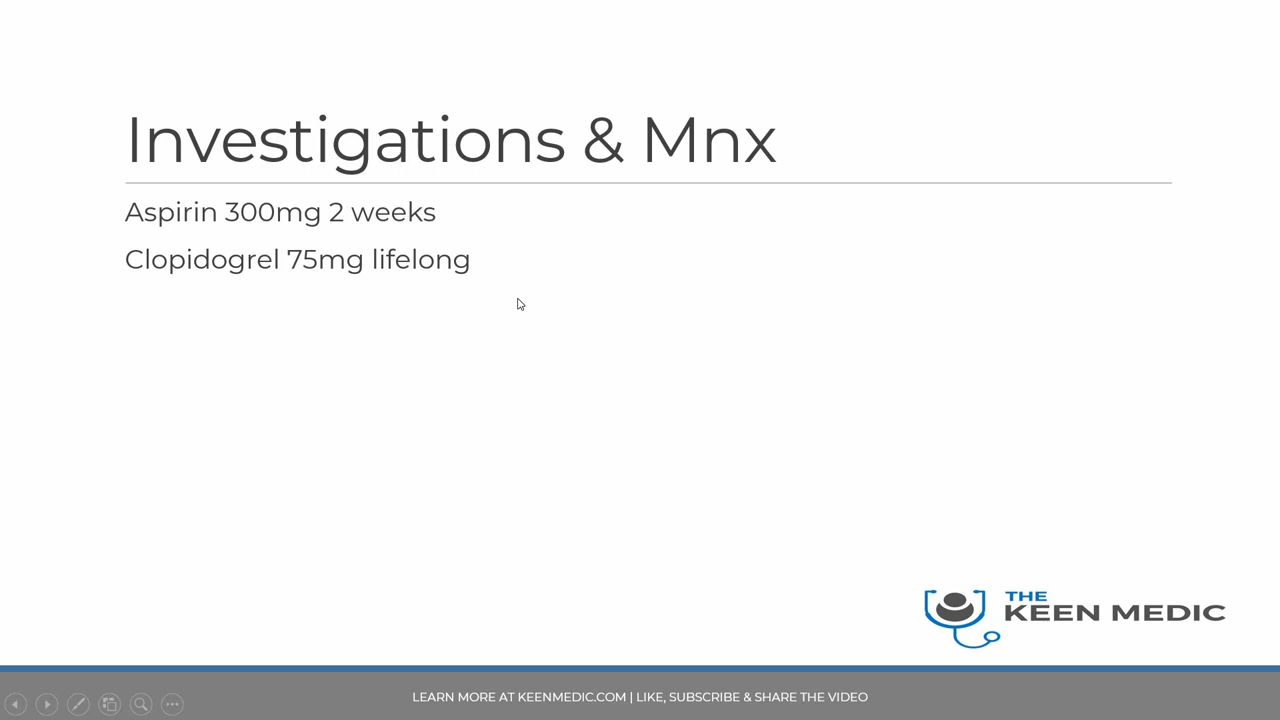 Investigations & Mnx
Aspirin 300mg 2 weeks
Clopidogrel 75mg lifelong
THE
KEEN MEDIC
LEARN MORE AT KEENMEDIC.COM | LIKE, SUBSCRIBE & SHARE THE VIDEO